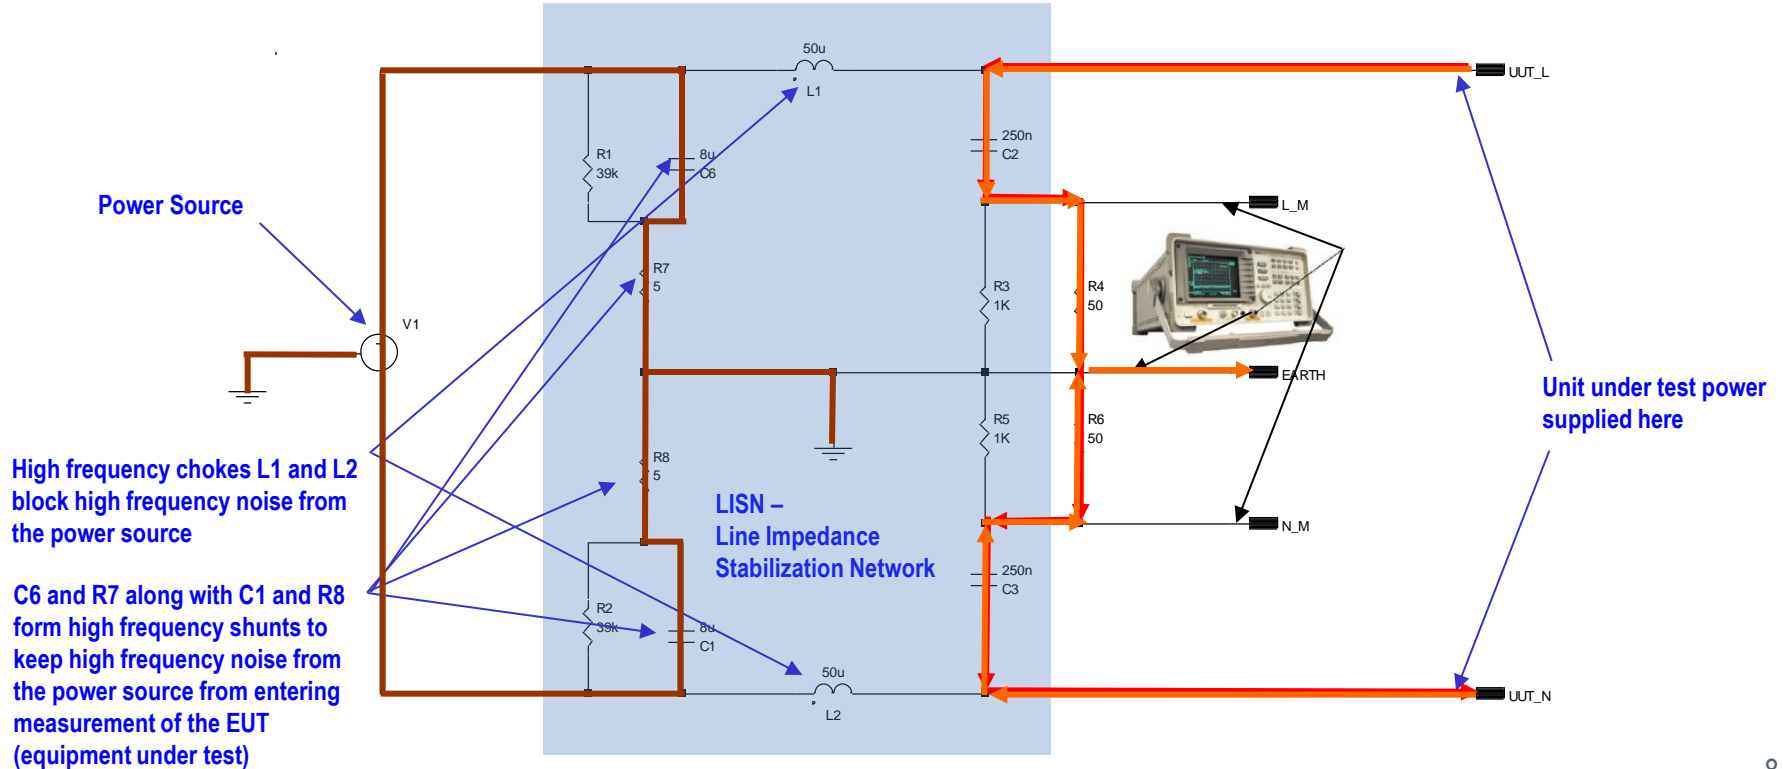 50u
L1
UUT_L
250n
C2
R1
39k
8u
C6
Power Source
L_M
R7
5
R3
1K
R4
50
V1
EARTH
Unit under test power
supplied here
R5
1K
R6
50
High frequency chokes L1 and L2
block high frequency noise from
the power source
R8
5
LISN –
Line Impedance
Stabilization Network
N_M
250n
C3
C6 and R7 along with C1 and R8
form high frequency shunts to
keep high frequency noise from
the power source from entering
measurement of the EUT
(equipment under test)
R2
39k
8u
C1
50u
L2
UUT_N